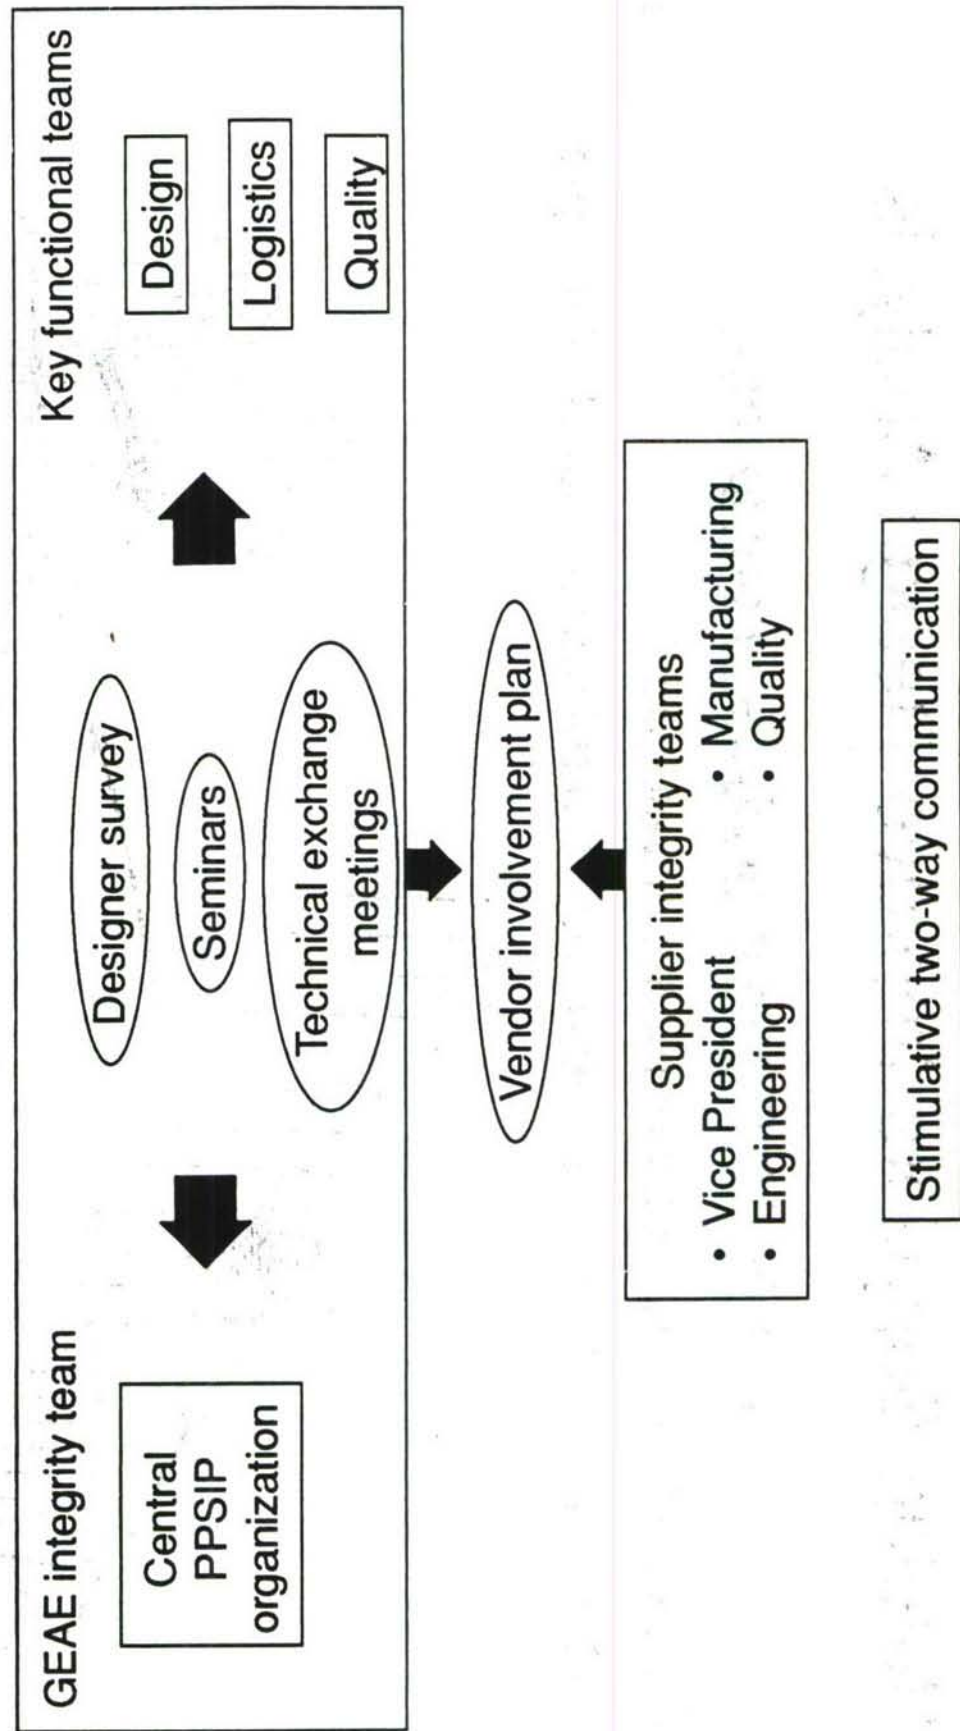 GEAE integrity team
Key functional teams
Central
PPSIP
organization
Designer survey
Seminars
Technical exchange
meetings
Design
Logistics
Quality
Vendor involvement plan
Supplier integrity teams
• Vice President
• Manufacturing
• Engineering
• Quality
Stimulative two-way communication